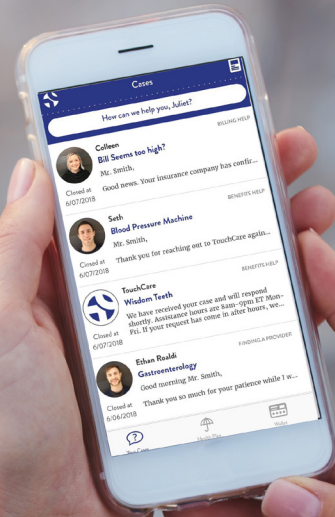 Cases
How can we help you, Juliet?
Colleen
BILLING HELP
Bill Seems too high?
Mr. Smith,
Good news. Your insurance company has confir...
Closed at
6/07/2018
Seth
BENEFITS HELP
Blood Pressure Machine
Mr. Smith,
Thank you for reaching out to TouchCare again...
Closed at
6/07/2018
TouchCare
BENEFITS HELP
Wisdom Teeth
We have received your case and will respond
shortly. Assistance hours are 8am-9pm ET Mon-
Fri. If your request has come in after hours, we...
Closed at
6/07/2018
Ethan Roaldi
FINDING A PROVIDER
Gastroenterology
Good morning Mr. Smith,
Thank you so much for your patience while I w...
Closed at
6/06/2018